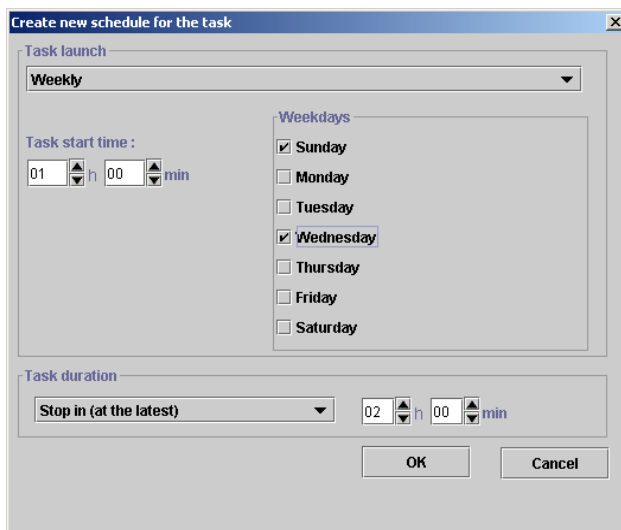 Create new schedule for the task
Task launch
Weekly
Weekdays
Task start time :
01 h 00 min
Sunday
Monday
Tuesday
Wednesday
Thursday
Friday
Saturday
Task duration
Stop in (at the latest) 02 h 00 min
OK Cancel